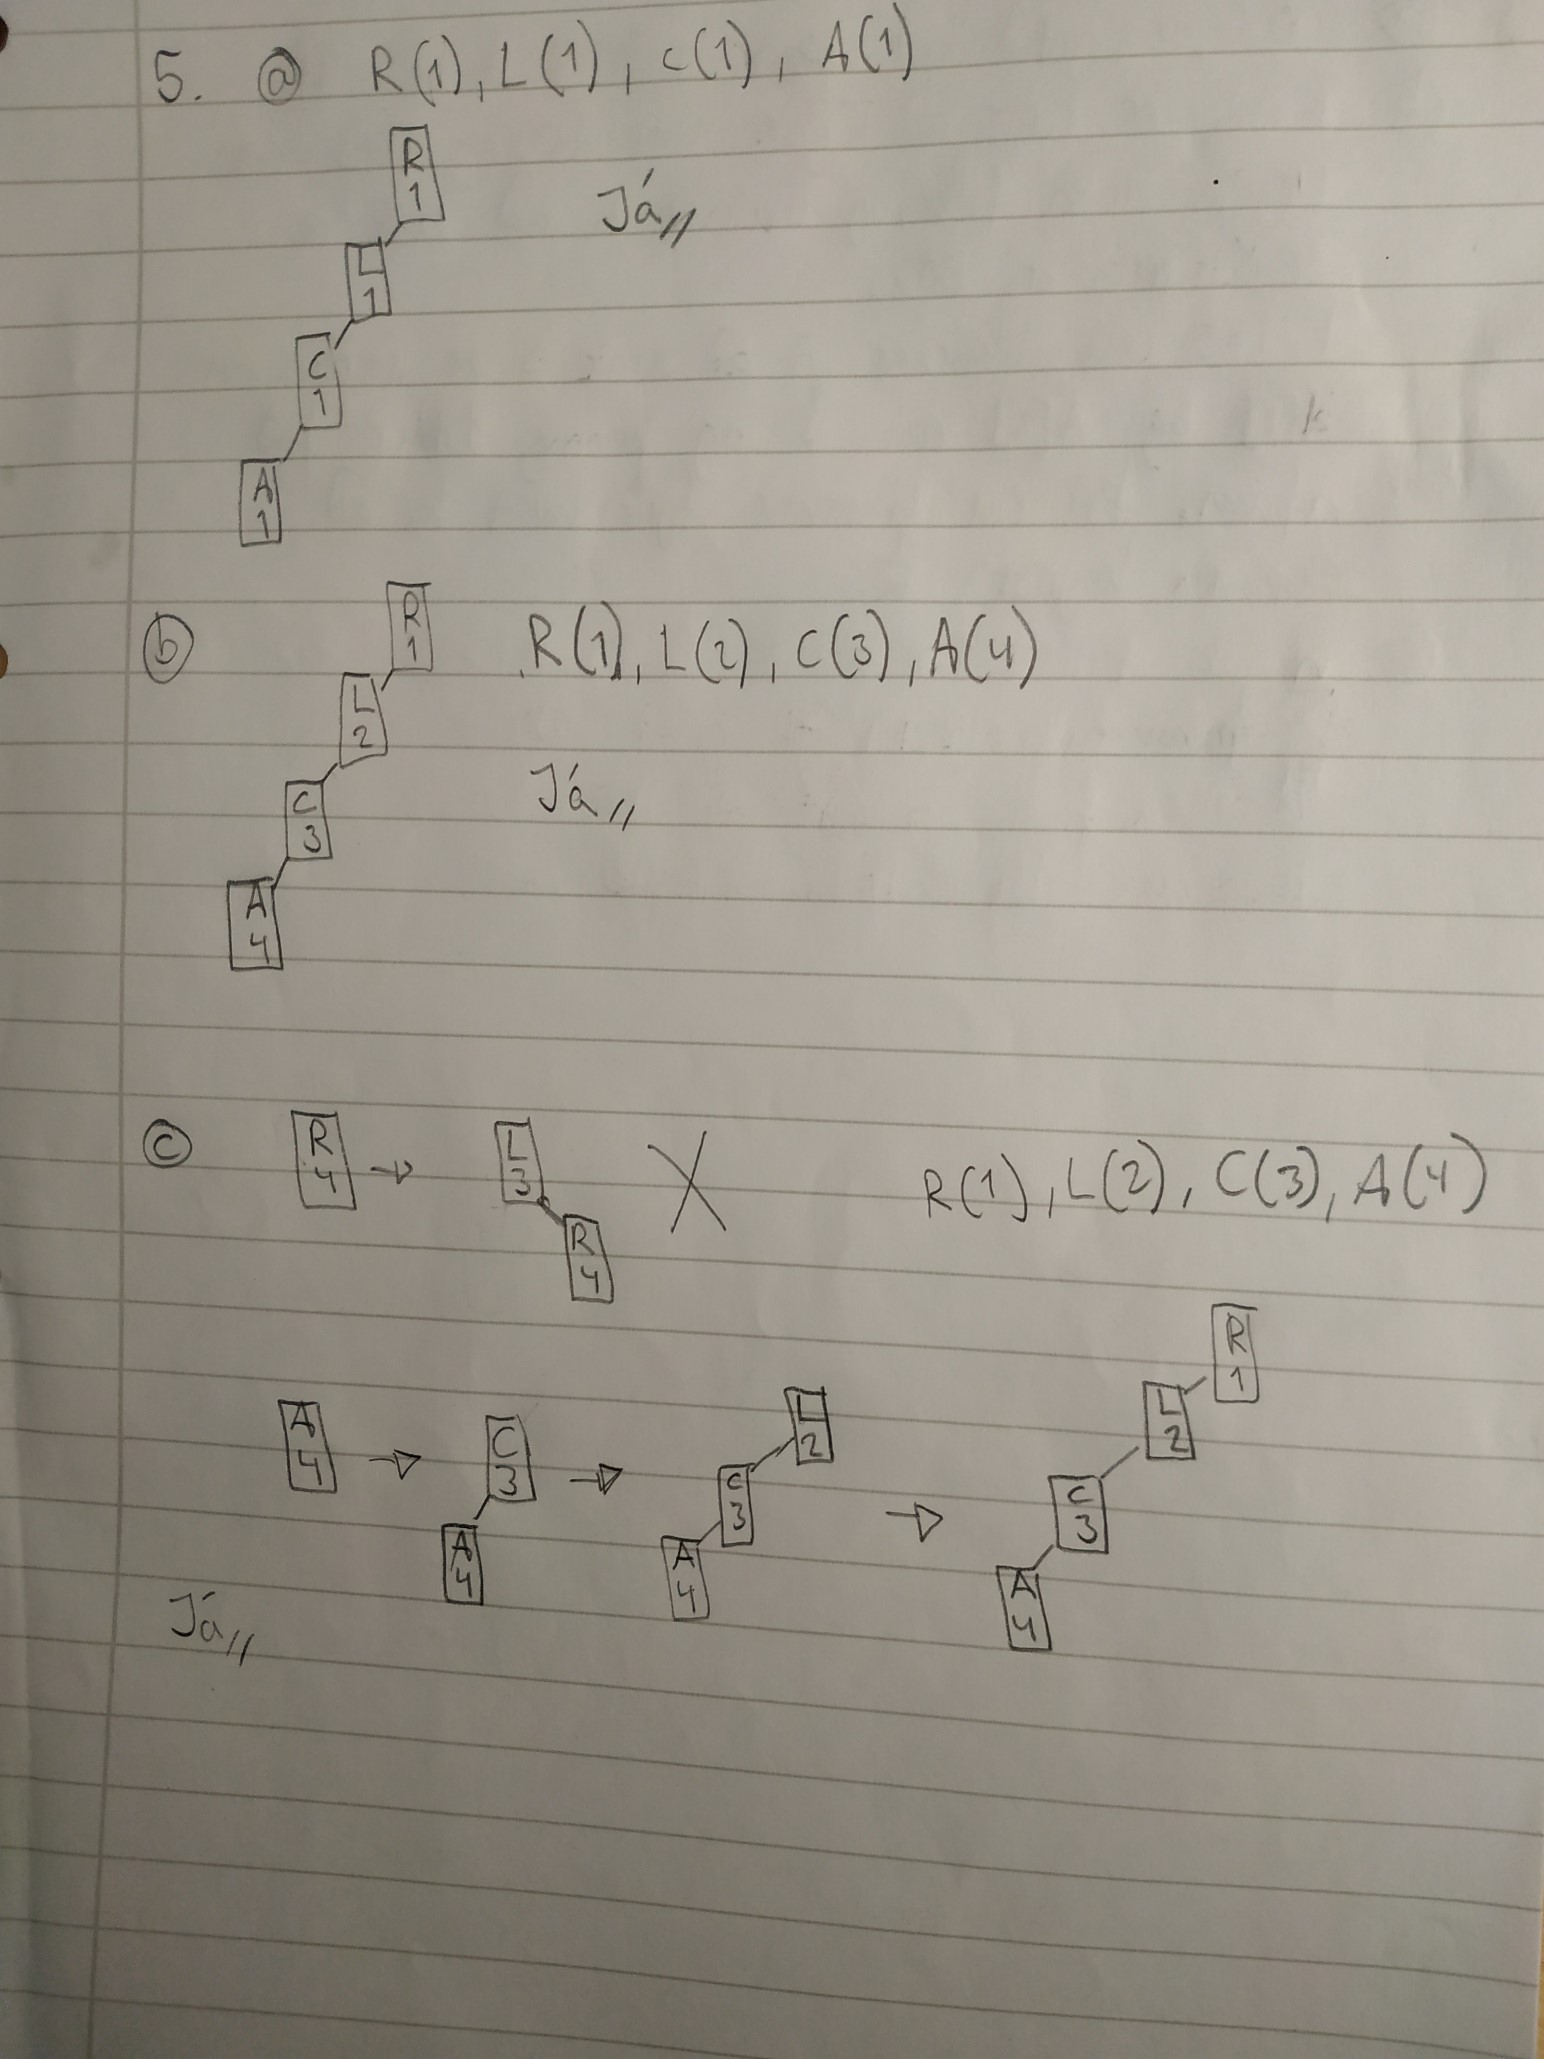 5. ⓐ R(1), L(1), C(1), A(1)
R
1
Já//
L
1
C
1
A
1
ⓑ R(1), L(2), C(3), A(4)
R
1
L
2
Já//
C
3
A
4
ⓒ R 4 → L 3 R 4 X R(1), L(2), C(3), A(4)
A 4 → C 3 A 4 → L 2 C 3 A 4 → R 1 L 2 C 3 A 4
Já//